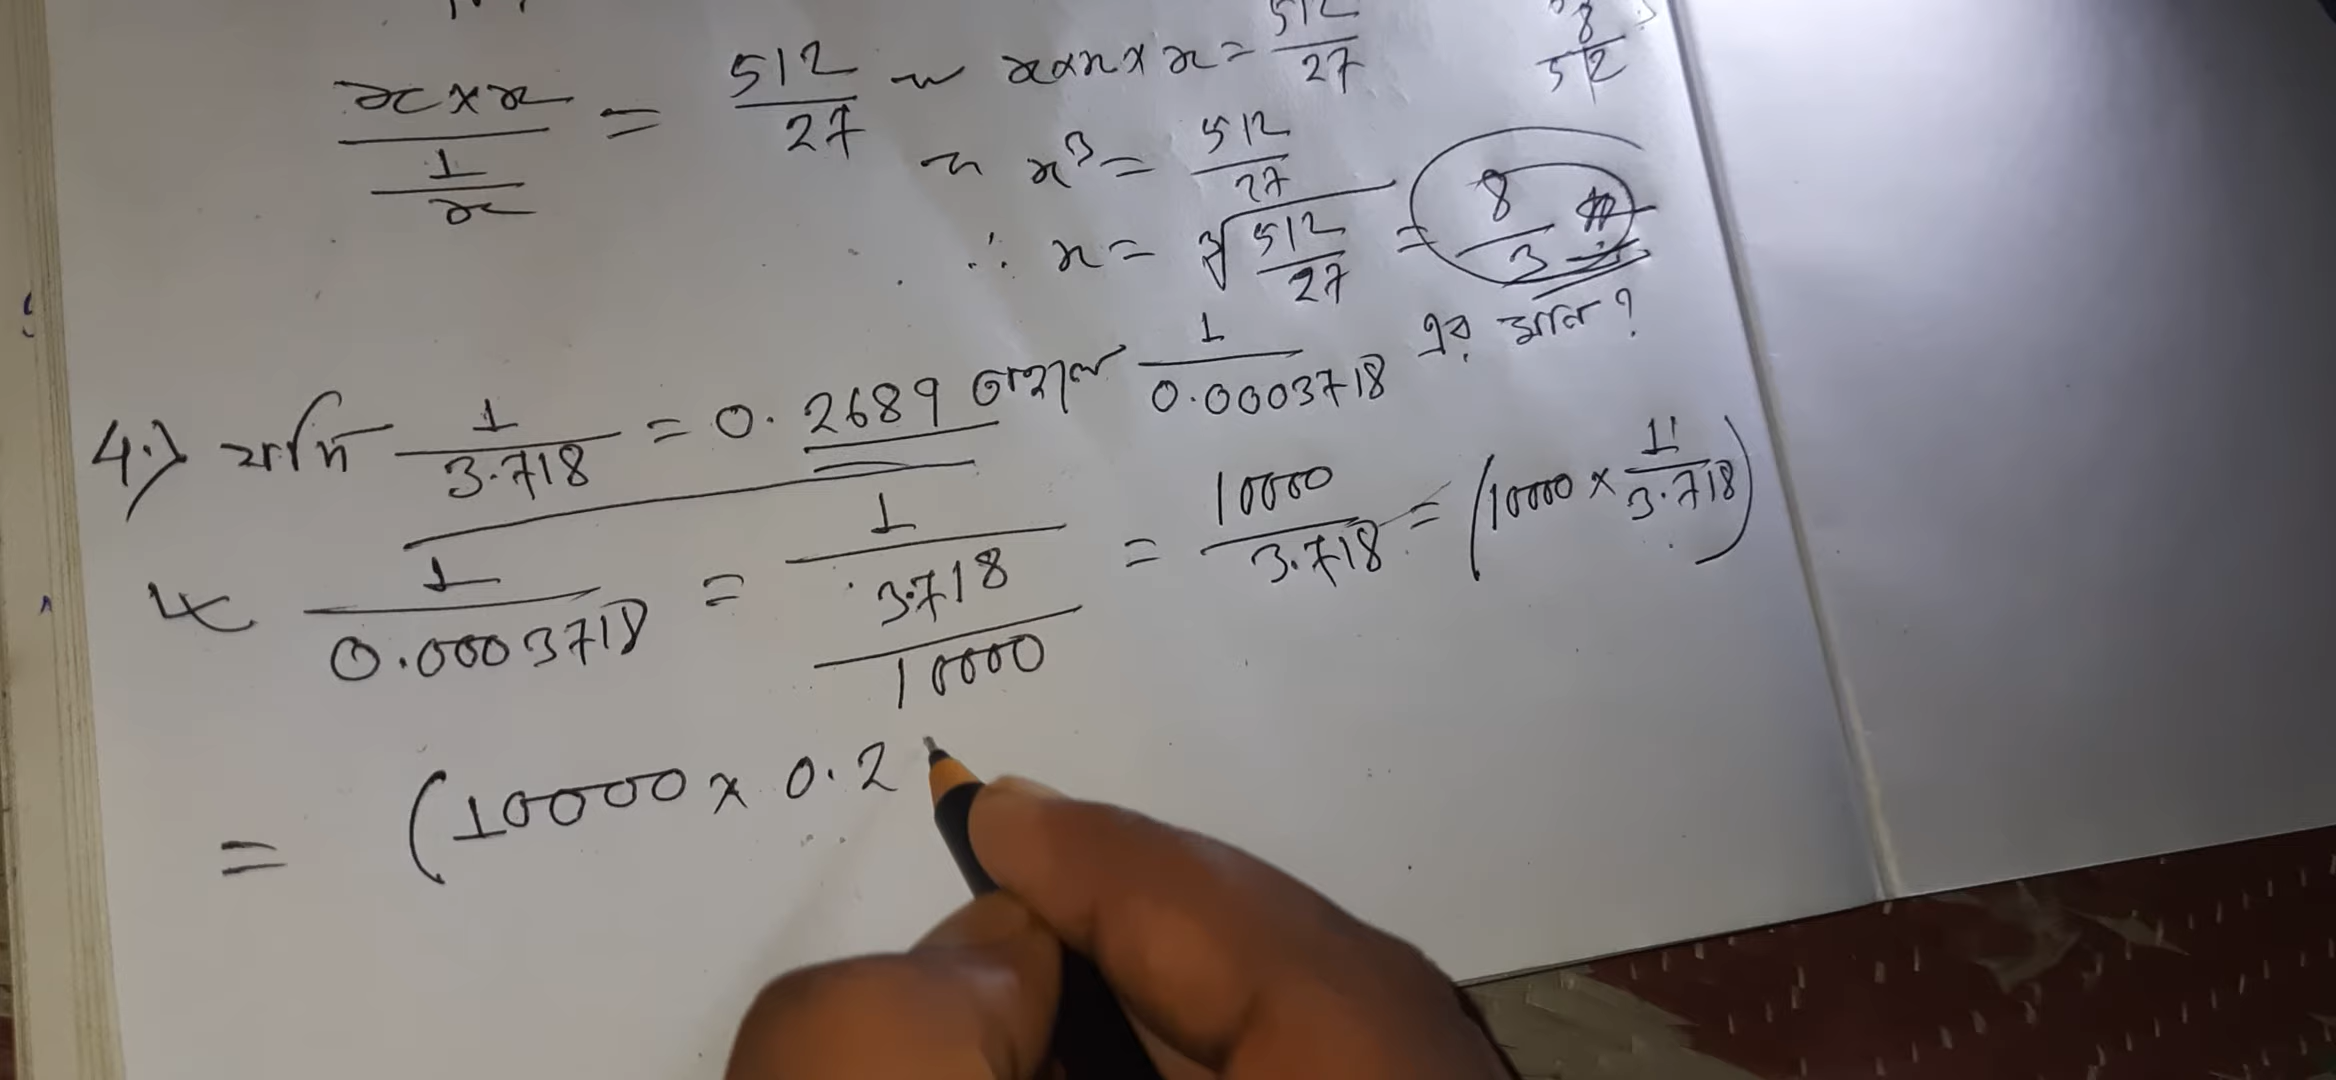 x×x / 1/x = 512/27 ~ x×x×x = 512/27
~ x³ = 512/27
∴ x = ∛512/27 = 8/3
4.) যদি 1/3.718 = 0.2689 তাহলে 1/0.0003718 এর মান?
1/0.0003718 = 1 / 3.718/10000 = 10000/3.718 = (10000 × 1/3.718)
= (10000 × 0.2